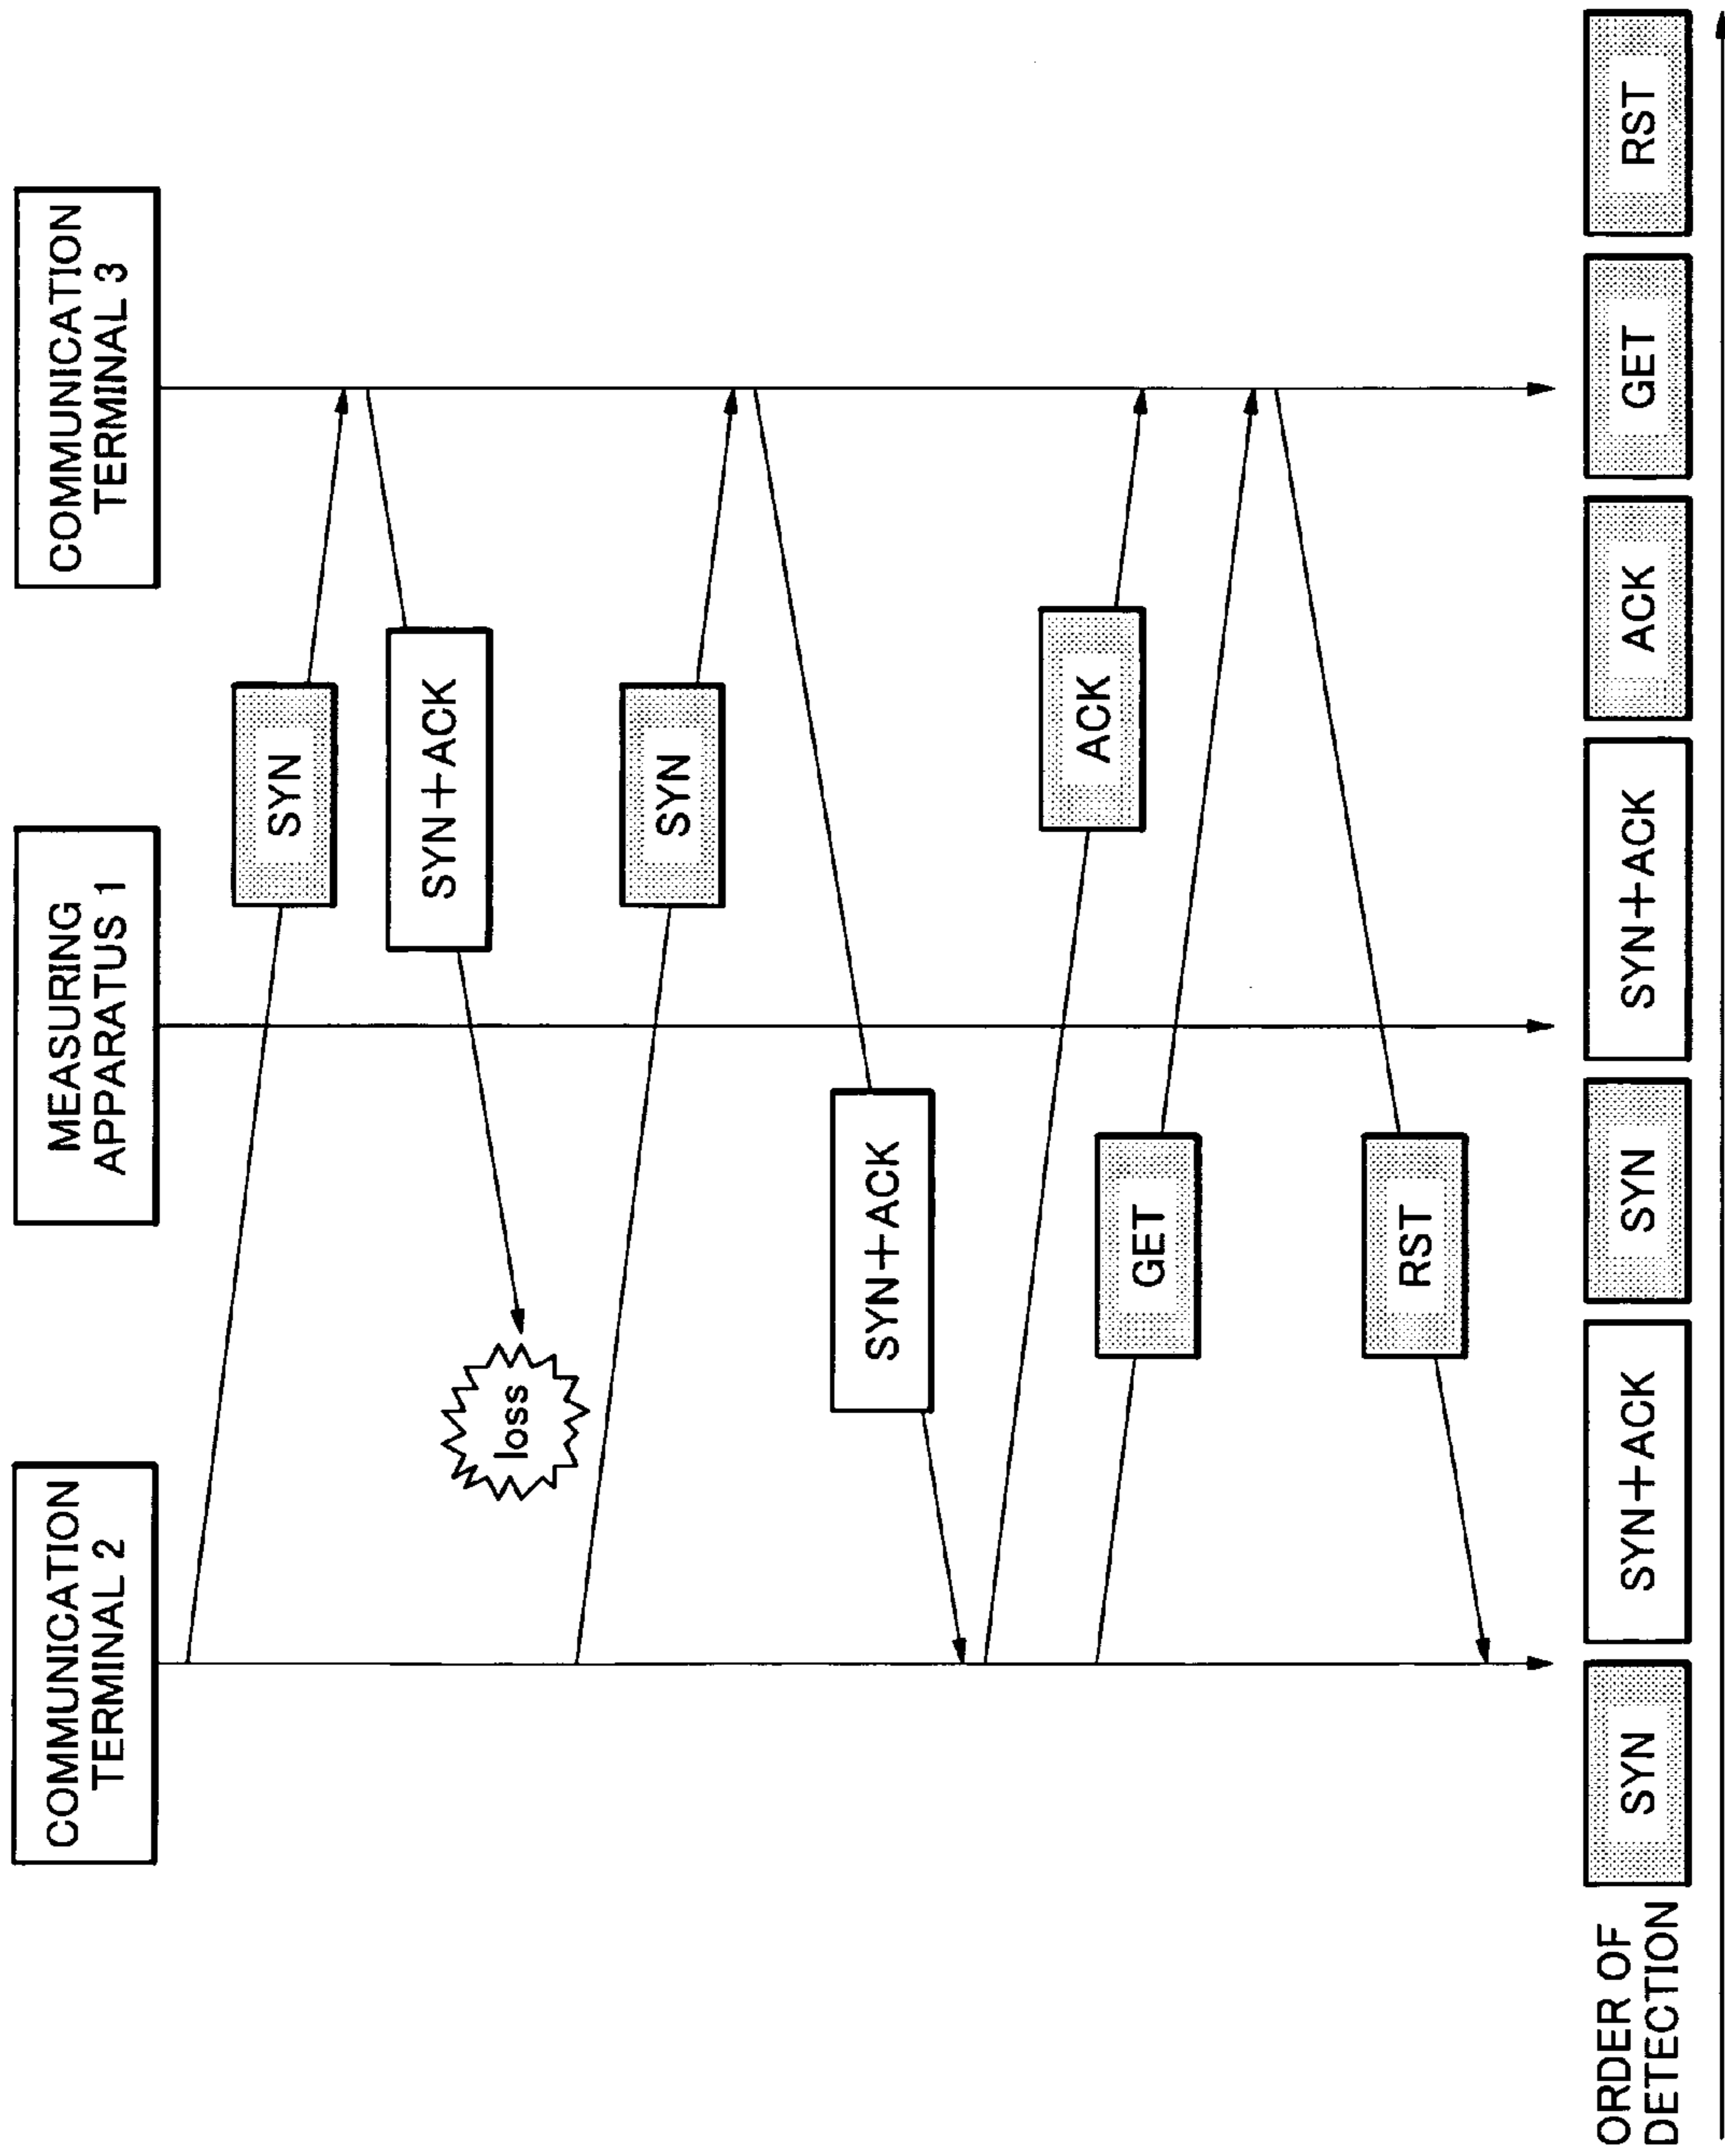 COMMUNICATION
TERMINAL 2
MEASURING
APPARATUS 1
COMMUNICATION
TERMINAL 3
SYN
SYN+ACK
loss
SYN
SYN+ACK
ACK
GET
RST
ORDER OF
DETECTION
SYN
SYN+ACK
SYN
SYN+ACK
ACK
GET
RST